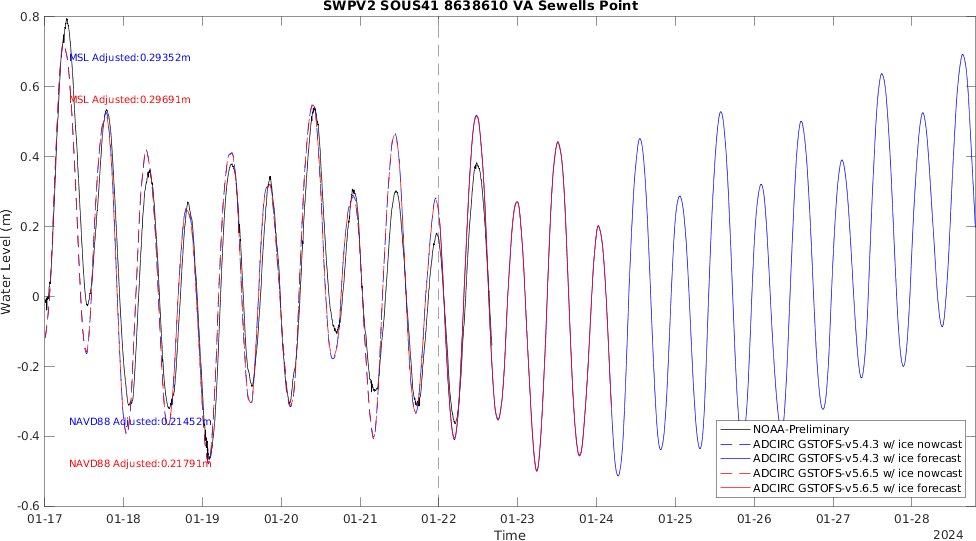 SWPV2 SOUS41 8638610 VA Sewells Point
0.8
MSL Adjusted:0.29352m
0.6
MSL Adjusted:0.29691m
0.4
0.2
Water Level (m)
0
-0.2
NAVD88 Adjusted:0.21452m
-0.4
NAVD88 Adjusted:0.21791m
-0.6
NOAA-Preliminary
ADCIRC GSTOFS-v5.4.3 w/ ice nowcast
ADCIRC GSTOFS-v5.4.3 w/ ice forecast
ADCIRC GSTOFS-v5.6.5 w/ ice nowcast
ADCIRC GSTOFS-v5.6.5 w/ ice forecast
01-17 01-18 01-19 01-20 01-21 01-22 01-23 01-24 01-25 01-26 01-27 01-28
Time
2024